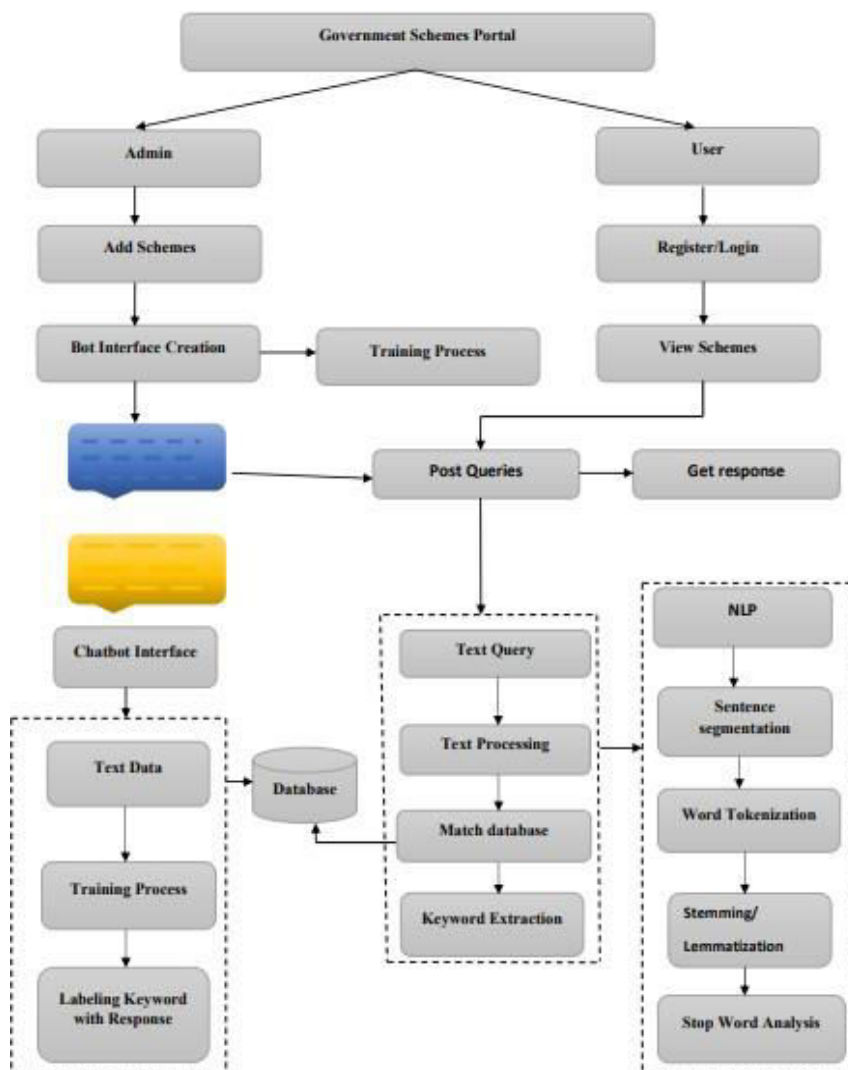 Government Schemes Portal
Admin
User
Add Schemes
Register/Login
Bot Interface Creation
Training Process
View Schemes
Post Queries
Get response
Chatbot Interface
Text Data
Training Process
Labeling Keyword
with Response
Database
Text Query
Text Processing
Match database
Keyword Extraction
NLP
Sentence
segmentation
Word Tokenization
Stemming/
Lemmatization
Stop Word Analysis